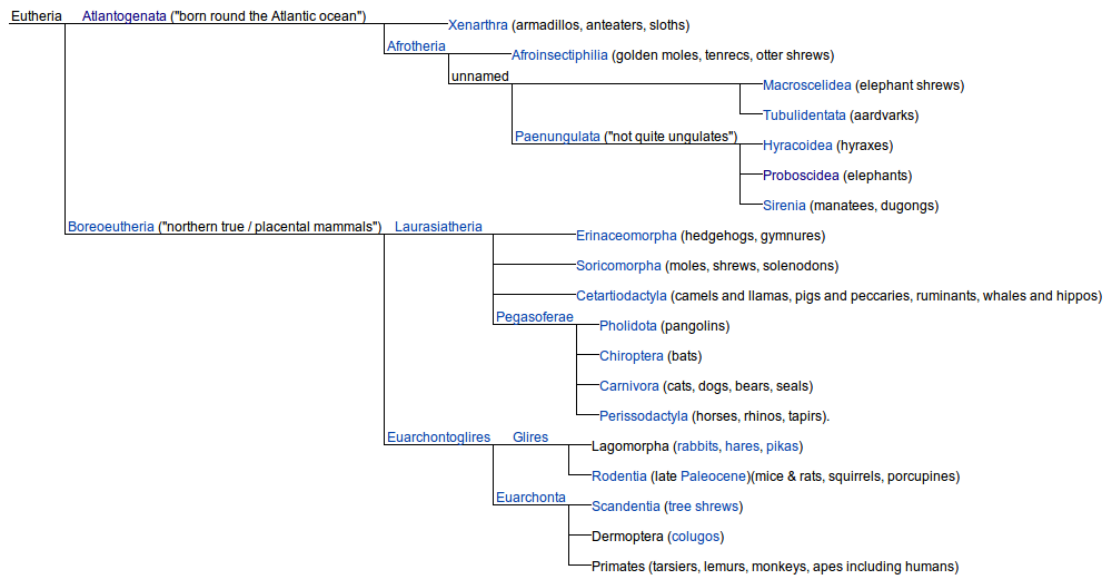 Eutheria Atlantogenata ("born round the Atlantic ocean")
Xenarthra (armadillos, anteaters, sloths)
Afrotheria
Afroinsectiphilia (golden moles, tenrecs, otter shrews)
unnamed
Macroscelidea (elephant shrews)
Tubulidentata (aardvarks)
Paenungulata ("not quite ungulates")
Hyracoidea (hyraxes)
Proboscidea (elephants)
Sirenia (manatees, dugongs)
Boreoeutheria ("northern true / placental mammals") Laurasiatheria
Erinaceomorpha (hedgehogs, gymnures)
Soricomorpha (moles, shrews, solenodons)
Cetartiodactyla (camels and llamas, pigs and peccaries, ruminants, whales and hippos)
Pegasoferae
Pholidota (pangolins)
Chiroptera (bats)
Carnivora (cats, dogs, bears, seals)
Perissodactyla (horses, rhinos, tapirs).
Euarchontoglires Glires
Lagomorpha (rabbits, hares, pikas)
Rodentia (late Paleocene)(mice & rats, squirrels, porcupines)
Euarchonta
Scandentia (tree shrews)
Dermoptera (colugos)
Primates (tarsiers, lemurs, monkeys, apes including humans)